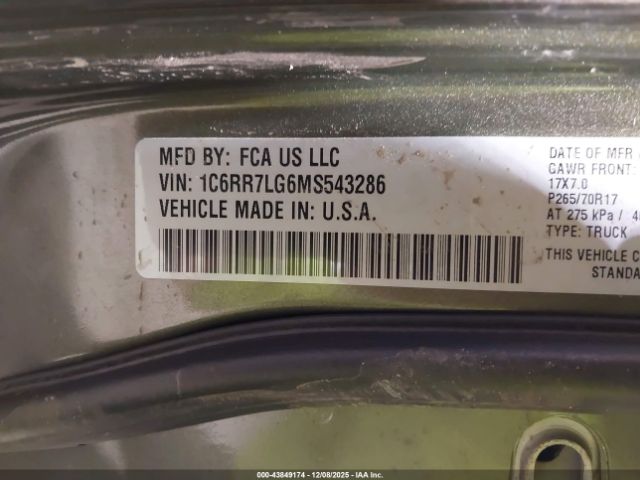 MFD BY: FCA US LLC
VIN: 1C6RR7LG6MS543286
VEHICLE MADE IN: U.S.A.
DATE OF MFR
GAWR FRONT:
17X7.0
P265/70R17
AT 275 kPa /
TYPE: TRUCK
THIS VEHICLE CO
STANDA
000-43849174 - 12/08/2025 - IAA Inc.